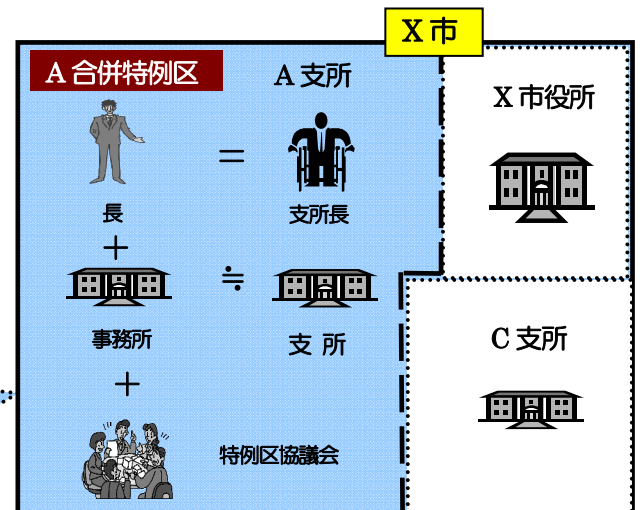 X市
A合併特例区
A支所
X市役所
＝
長
支所長
＋
≒
事務所
支所
C支所
＋
特例区協議会